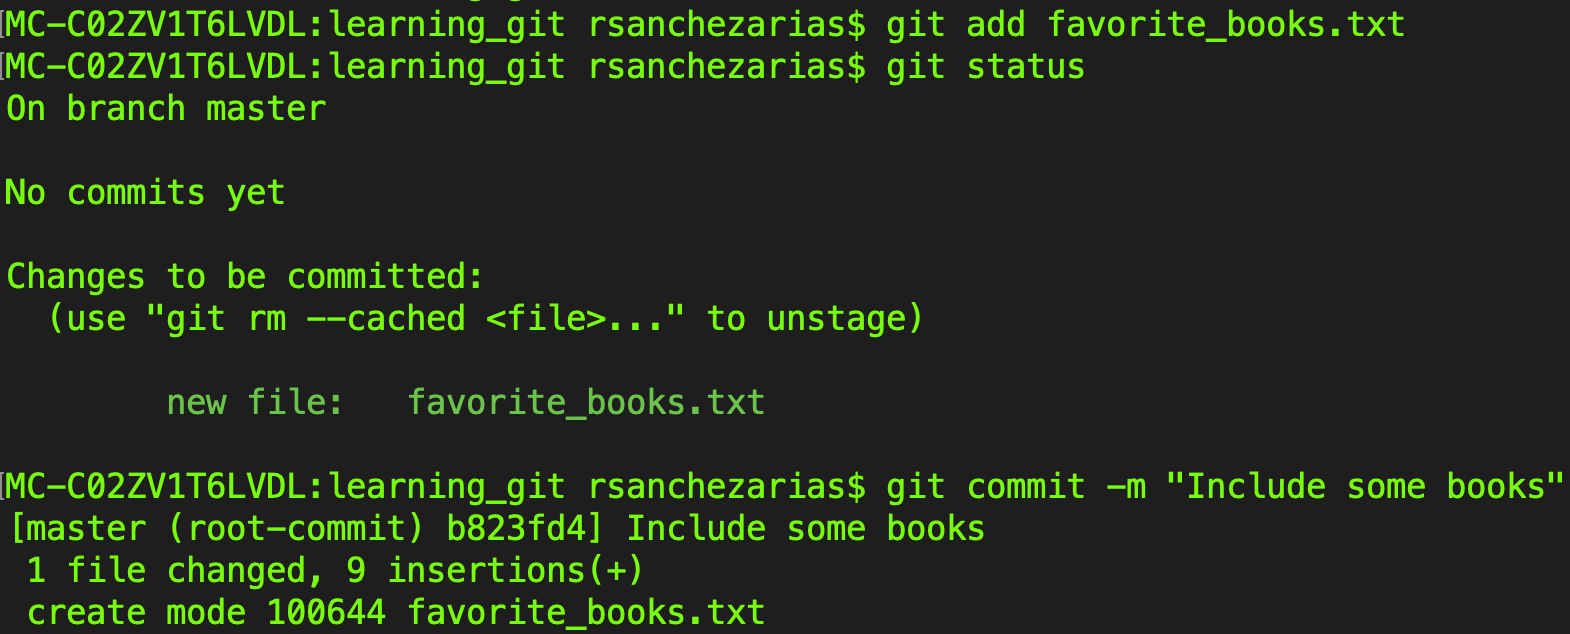 [MC-C02ZV1T6LVDL:learning_git rsanchezarias$ git add favorite_books.txt
[MC-C02ZV1T6LVDL:learning_git rsanchezarias$ git status
On branch master
No commits yet
Changes to be committed:
  (use "git rm --cached <file>..." to unstage)
        new file:   favorite_books.txt
[MC-C02ZV1T6LVDL:learning_git rsanchezarias$ git commit -m "Include some books"
[master (root-commit) b823fd4] Include some books
 1 file changed, 9 insertions(+)
 create mode 100644 favorite_books.txt